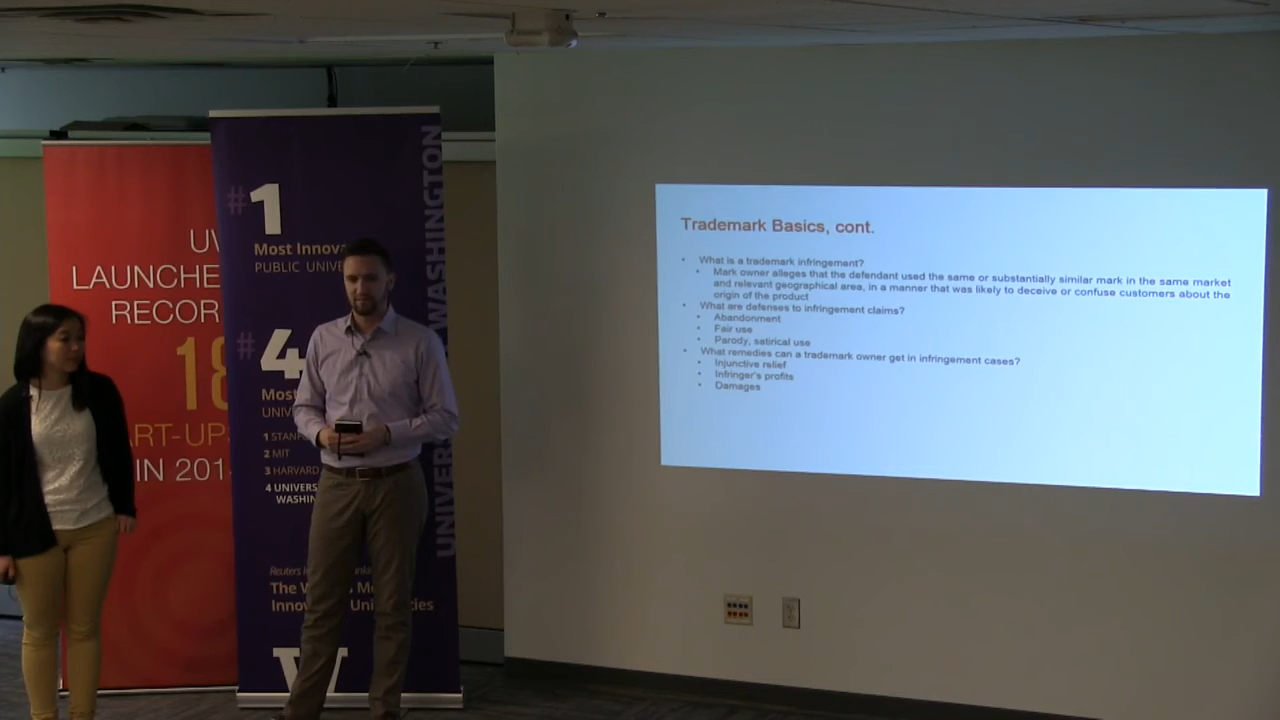 UW
LAUNCHE
RECOR
18
ART-UP
IN 201
#1
Most Innova
PUBLIC UNIVE
#4
Most
UNIV
1 STANF
2 MIT
3 HARVARD
4 UNIVERS
WASHIN
Reuters
The W Mo
Innov Universities
W
UNIVERSITY of WASHINGTON
Trademark Basics, cont.
• What is a trademark infringement?
• Mark owner alleges that the defendant used the same or substantially similar mark in the same market
and relevant geographical area, in a manner that was likely to deceive or confuse customers about the
origin of the product
• What are defenses to infringement claims?
• Abandonment
• Fair use
• Parody, satirical use
• What remedies can a trademark owner get in infringement cases?
• Injunctive relief
• Infringer's profits
• Damages